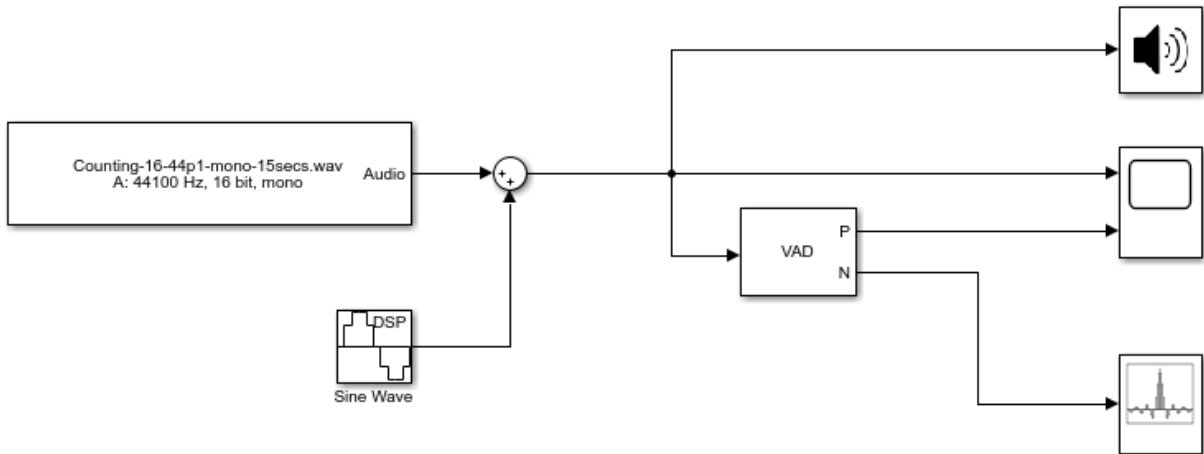 Counting-16-44p1-mono-15secs.wav
A: 44100 Hz, 16 bit, mono
Audio
++
VAD
P
N
DSP
Sine Wave